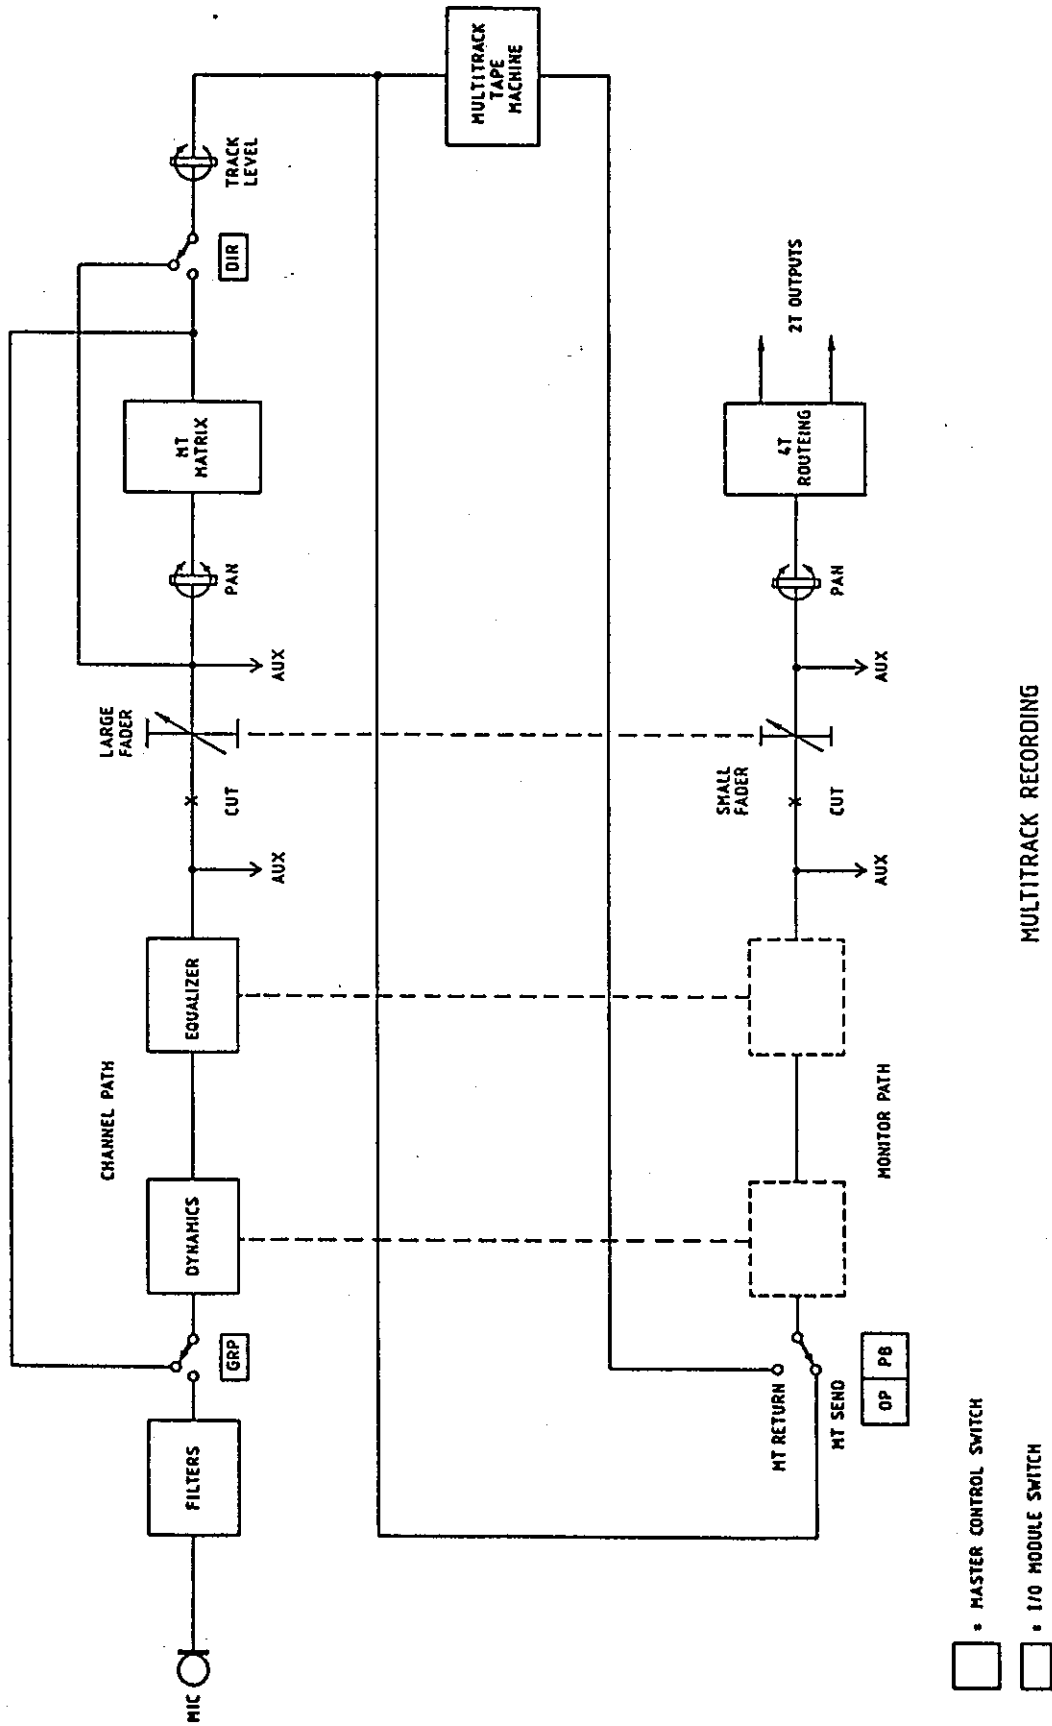 MIC
FILTERS
GRP
DYNAMICS
CHANNEL PATH
EQUALIZER
AUX
CUT
LARGE
FADER
AUX
PAN
MT
MATRIX
DIR
TRACK
LEVEL
MULTITRACK
TAPE
MACHINE
MT RETURN
MT SEND
OP PB
MONITOR PATH
AUX
SMALL
FADER
CUT
AUX
PAN
4T
ROUTEING
2T OUTPUTS
= MASTER CONTROL SWITCH
= I/O MODULE SWITCH
MULTITRACK RECORDING